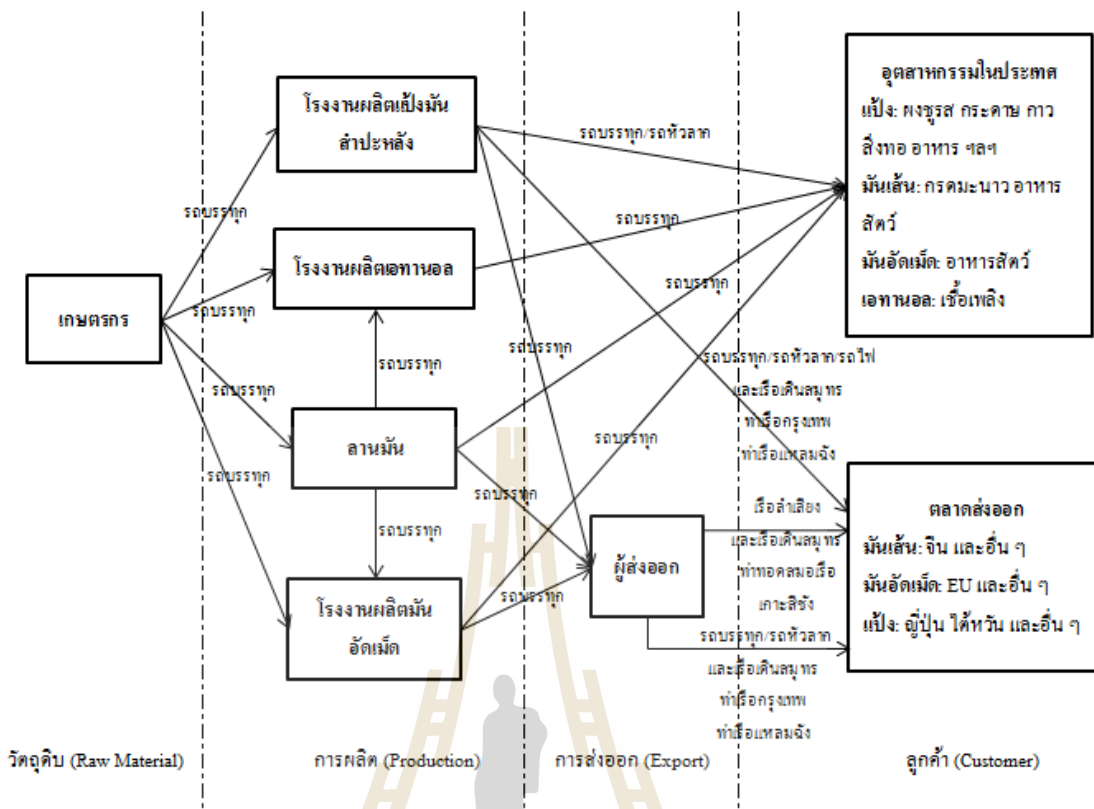 โรงงานผลิตแป้งมัน
สำปะหลัง
รถบรรทุก/รถหัวลาก
อุตสาหกรรมในประเทศ
แป้ง: ผงชูรส กระดาษ กาว
สิ่งทอ อาหาร ฯลฯ
มันเส้น: กรดมะนาว อาหาร
สัตว์
มันอัดเม็ด: อาหารสัตว์
เอทานอล: เชื้อเพลิง
รถบรรทุก
รถบรรทุก
โรงงานผลิตเอทานอล
รถบรรทุก
เกษตรกร
รถบรรทุก
รถบรรทุก
รถบรรทุก
รถบรรทุก/รถหัวลาก/รถไฟ
และเรือเดินสมุทร
ท่าเรือกรุงเทพ
ท่าเรือแหลมฉัง
รถบรรทุก
ลานมัน
รถบรรทุก
รถบรรทุก
รถบรรทุก
รถบรรทุก
เรือลำเลียง
และเรือเดินสมุทร
ท่าทอดสมอเรือ
เกาะสีชัง
ตลาดส่งออก
มันเส้น: จีน และอื่น ๆ
มันอัดเม็ด: EU และอื่น ๆ
แป้ง: ญี่ปุ่น ไต้หวัน และอื่น ๆ
ผู้ส่งออก
โรงงานผลิตมัน
อัดเม็ด
รถบรรทุก
รถบรรทุก/รถหัวลาก
และเรือเดินสมุทร
ท่าเรือกรุงเทพ
ท่าเรือแหลมฉัง
วัตถุดิบ (Raw Material)
การผลิต (Production)
การส่งออก (Export)
ลูกค้า (Customer)